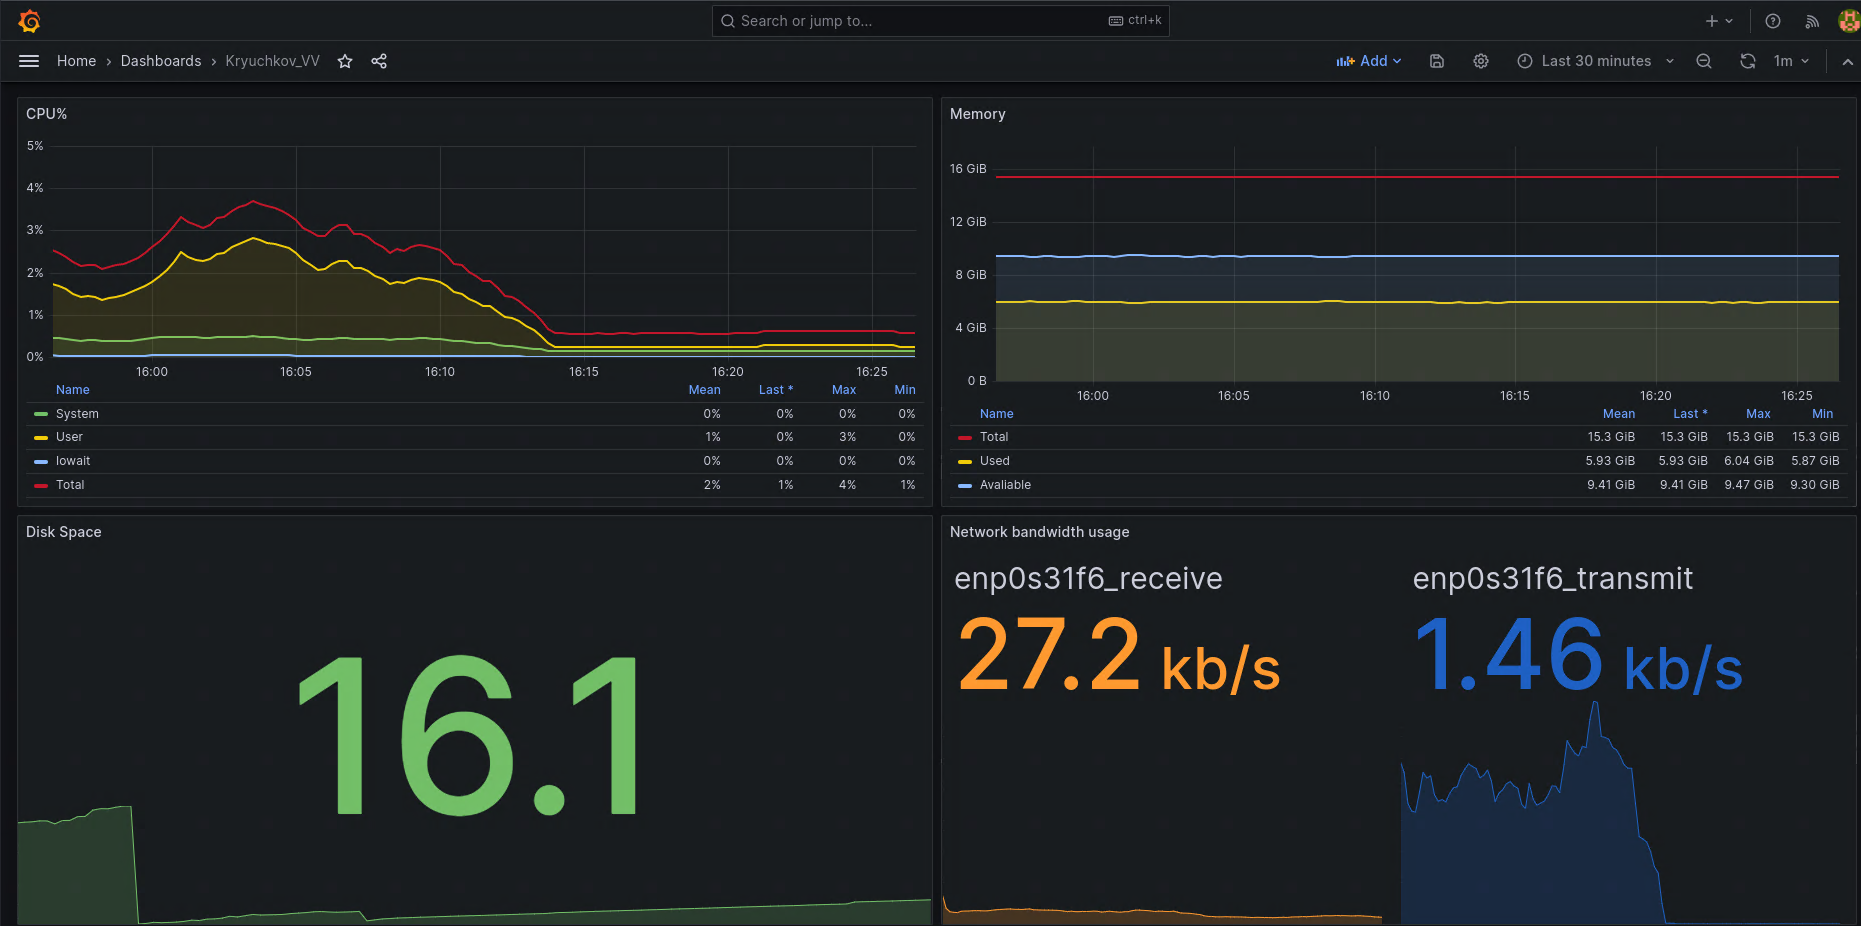 Search or jump to... ctrl+k
Home › Dashboards › Kryuchkov_VV Add Last 30 minutes 1m
CPU%
5%
4%
3%
2%
1%
0%
16:00 16:05 16:10 16:15 16:20 16:25
Name Mean Last * Max Min
System 0% 0% 0% 0%
User 1% 0% 3% 0%
Iowait 0% 0% 0% 0%
Total 2% 1% 4% 1%
Memory
16 GiB
12 GiB
8 GiB
4 GiB
0 B
16:00 16:05 16:10 16:15 16:20 16:25
Name Mean Last * Max Min
Total 15.3 GiB 15.3 GiB 15.3 GiB 15.3 GiB
Used 5.93 GiB 5.93 GiB 6.04 GiB 5.87 GiB
Avaliable 9.41 GiB 9.41 GiB 9.47 GiB 9.30 GiB
Disk Space
16.1
Network bandwidth usage
enp0s31f6_receive
27.2 kb/s
enp0s31f6_transmit
1.46 kb/s